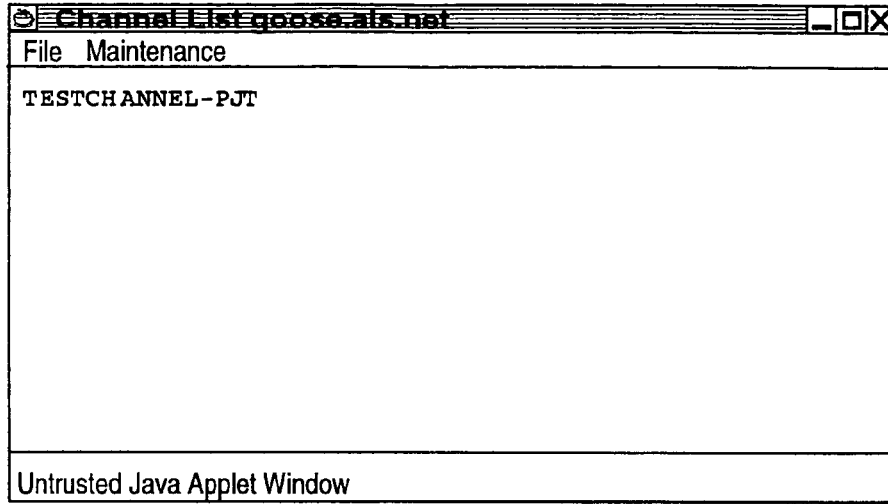 Channel List goose.ais.net
File Maintenance
TESTCHANNEL-PJT
Untrusted Java Applet Window